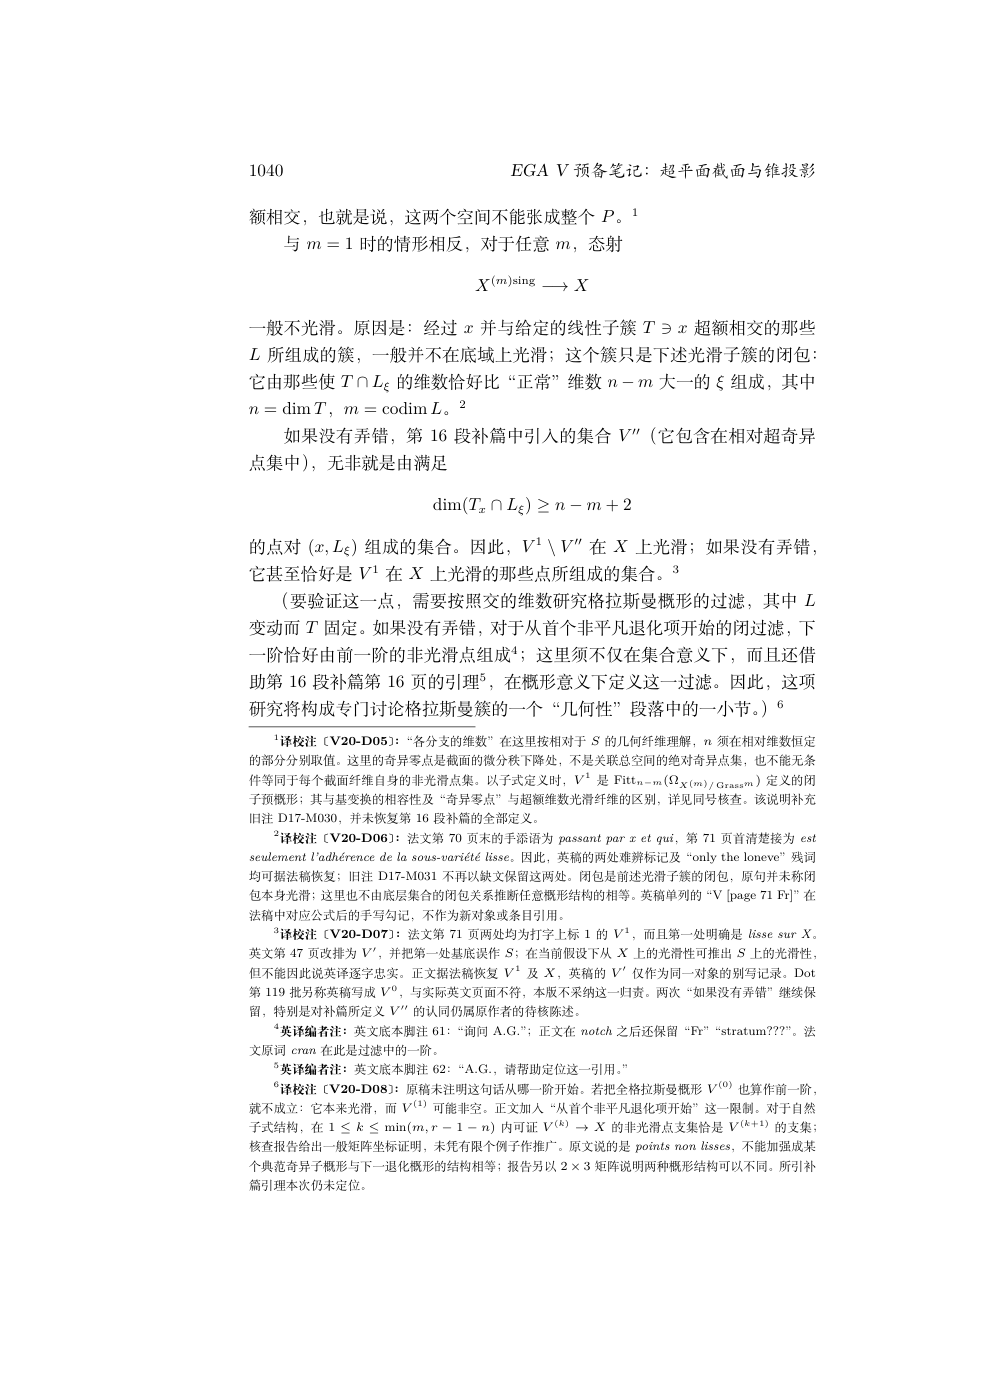 1040 EGA V 预备笔记：超平面截面与锥投影
额相交，也就是说，这两个空间不能张成整个 P。1
与 m = 1 时的情形相反，对于任意 m，态射
X^{(m)sing} ⟶ X
一般不光滑。原因是：经过 x 并与给定的线性子簇 T ∋ x 超额相交的那些
L 所组成的簇，一般并不在底域上光滑；这个簇只是下述光滑子簇的闭包：
它由那些使 T ∩ L_ξ 的维数恰好比 “正常” 维数 n − m 大一的 ξ 组成，其中
n = dim T，m = codim L。2
如果没有弄错，第 16 段补篇中引入的集合 V′′（它包含在相对超奇异
点集中），无非就是由满足
dim(T_x ∩ L_ξ) ≥ n − m + 2
的点对 (x, L_ξ) 组成的集合。因此，V^1 \ V′′ 在 X 上光滑；如果没有弄错，
它甚至恰好是 V^1 在 X 上光滑的那些点所组成的集合。3
（要验证这一点，需要按照交的维数研究格拉斯曼概形的过滤，其中 L
变动而 T 固定。如果没有弄错，对于从首个非平凡退化项开始的闭过滤，下
一阶恰好由前一阶的非光滑点组成4；这里须不仅在集合意义下，而且还借
助第 16 段补篇第 16 页的引理5，在概形意义下定义这一过滤。因此，这项
研究将构成专门讨论格拉斯曼簇的一个 “几何性” 段落中的一小节。）6
1译校注〔V20-D05〕：“各分支的维数” 在这里按相对于 S 的几何纤维理解，n 须在相对维数恒定
的部分分别取值。这里的奇异零点是截面的微分秩下降处，不是关联总空间的绝对奇异点集，也不能无条
件等同于每个截面纤维自身的非光滑点集。以子式定义时，V^1 是 Fitt_{n−m}(Ω_{X(m)/ Grass^m}) 定义的闭
子预概形；其与基变换的相容性及 “奇异零点” 与超额维数光滑纤维的区别，详见同号核查。该说明补充
旧注 D17-M030，并未恢复第 16 段补篇的全部定义。
2译校注〔V20-D06〕：法文第 70 页末的手添语为 passant par x et qui，第 71 页首清楚接为 est
seulement l’adhérence de la sous-variété lisse。因此，英稿的两处难辨标记及 “only the loneve” 残词
均可据法稿恢复；旧注 D17-M031 不再以缺文保留这两处。闭包是前述光滑子簇的闭包，原句并未称闭
包本身光滑；这里也不由底层集合的闭包关系推断任意概形结构的相等。英稿单列的 “V [page 71 Fr]” 在
法稿中对应公式后的手写勾记，不作为新对象或条目引用。
3译校注〔V20-D07〕：法文第 71 页两处均为打字上标 1 的 V^1，而且第一处明确是 lisse sur X。
英文第 47 页改排为 V′，并把第一处基底误作 S；在当前假设下从 X 上的光滑性可推出 S 上的光滑性，
但不能因此说英译逐字忠实。正文据法稿恢复 V^1 及 X，英稿的 V′ 仅作为同一对象的别写记录。Dot
第 119 批另称英稿写成 V^0，与实际英文页面不符，本版不采纳这一归责。两次 “如果没有弄错” 继续保
留，特别是对补篇所定义 V′′ 的认同仍属原作者的待核陈述。
4英译编者注：英文底本脚注 61：“询问 A.G.”；正文在 notch 之后还保留 “Fr” “stratum???”。法
文原词 cran 在此是过滤中的一阶。
5英译编者注：英文底本脚注 62：“A.G.，请帮助定位这一引用。”
6译校注〔V20-D08〕：原稿未注明这句话从哪一阶开始。若把全格拉斯曼概形 V^{(0)} 也算作前一阶，
就不成立：它本来光滑，而 V^{(1)} 可能非空。正文加入 “从首个非平凡退化项开始” 这一限制。对于自然
子式结构，在 1 ≤ k ≤ min(m, r − 1 − n) 内可证 V^{(k)} → X 的非光滑点支集恰是 V^{(k+1)} 的支集；
核查报告给出一般矩阵坐标证明，未凭有限个例子作推广。原文说的是 points non lisses，不能加强成某
个典范奇异子概形与下一退化概形的结构相等；报告另以 2 × 3 矩阵说明两种概形结构可以不同。所引补
篇引理本次仍未定位。